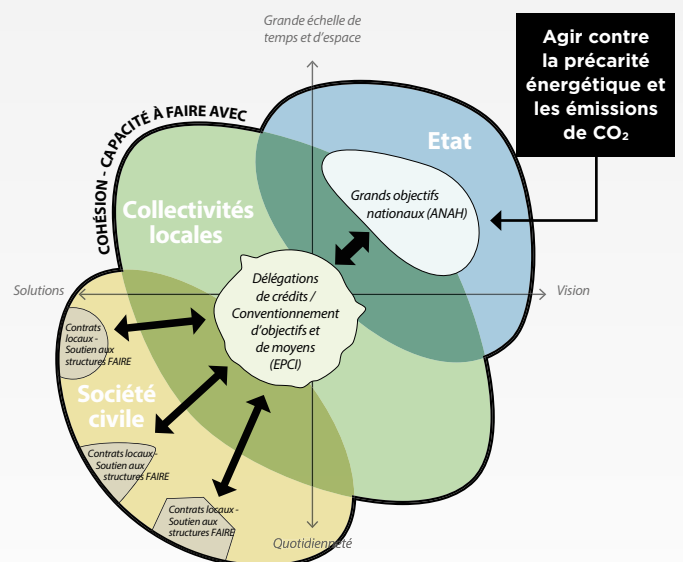 Grande échelle de
temps et d'espace
Agir contre
la précarité
énergétique et
les émissions
de CO₂
COHÉSION - CAPACITÉ À FAIRE AVEC
Etat
Grands objectifs
nationaux (ANAH)
Collectivités
locales
Solutions
Vision
Délégations
de crédits /
Conventionnement
d'objectifs et
de moyens
(EPCI)
Contrats
locaux -
Soutien aux
structures FAIRE
Société
civile
Contrats locaux -
Soutien aux
structures FAIRE
Contrats locaux -
Soutien aux
structures FAIRE
Quotidienneté